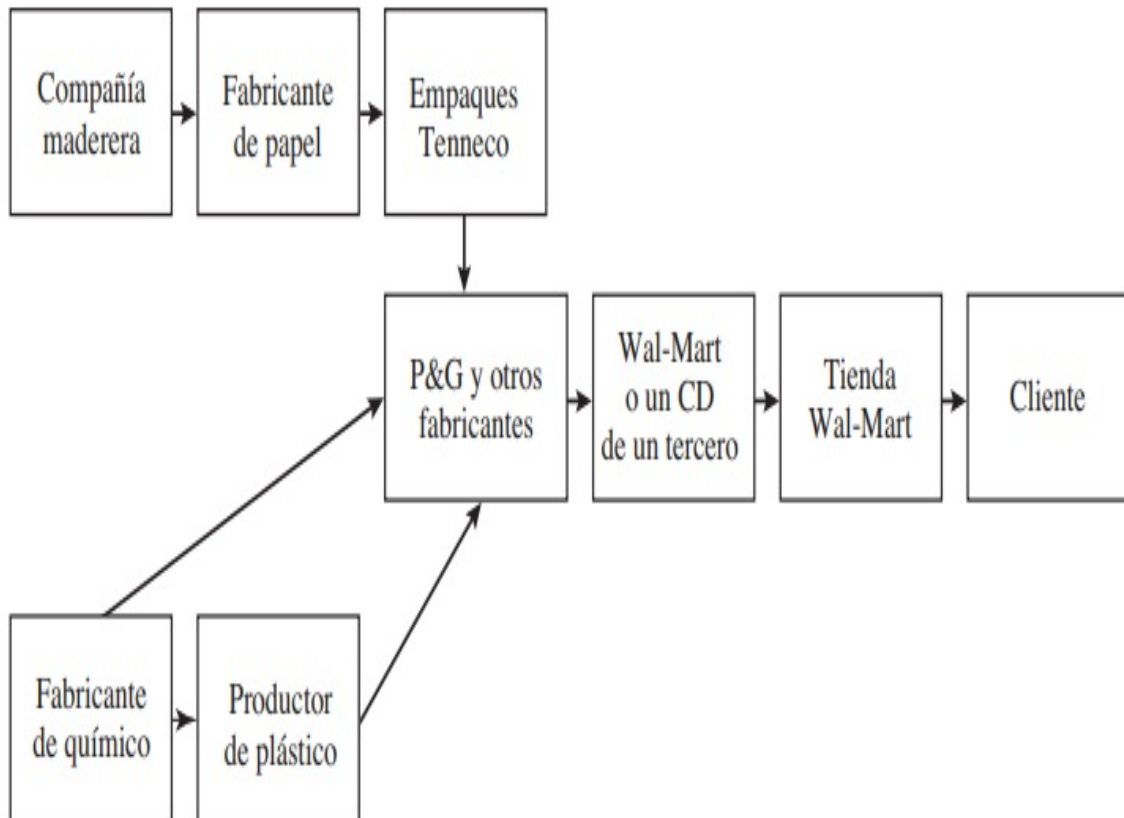 Compañía
maderera
Fabricante
de papel
Empaques
Tenneco
P&G y otros
fabricantes
Wal-Mart
o un CD
de un tercero
Tienda
Wal-Mart
Cliente
Fabricante
de químico
Productor
de plástico